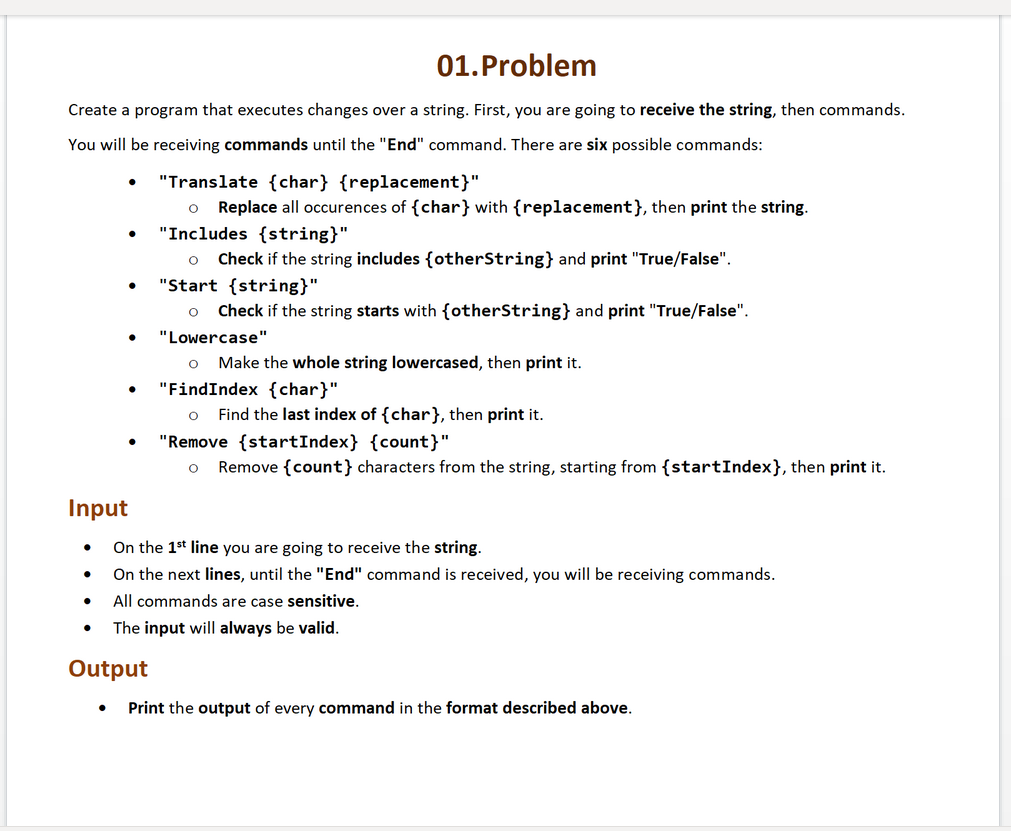 01.Problem
Create a program that executes changes over a string. First, you are going to receive the string, then commands.
You will be receiving commands until the "End" command. There are six possible commands:
• "Translate {char} {replacement}"
o Replace all occurences of {char} with {replacement}, then print the string.
• "Includes {string}"
o Check if the string includes {otherString} and print "True/False".
• "Start {string}"
o Check if the string starts with {otherString} and print "True/False".
• "Lowercase"
o Make the whole string lowercased, then print it.
• "FindIndex {char}"
o Find the last index of {char}, then print it.
• "Remove {startIndex} {count}"
o Remove {count} characters from the string, starting from {startIndex}, then print it.
Input
• On the 1st line you are going to receive the string.
• On the next lines, until the "End" command is received, you will be receiving commands.
• All commands are case sensitive.
• The input will always be valid.
Output
• Print the output of every command in the format described above.